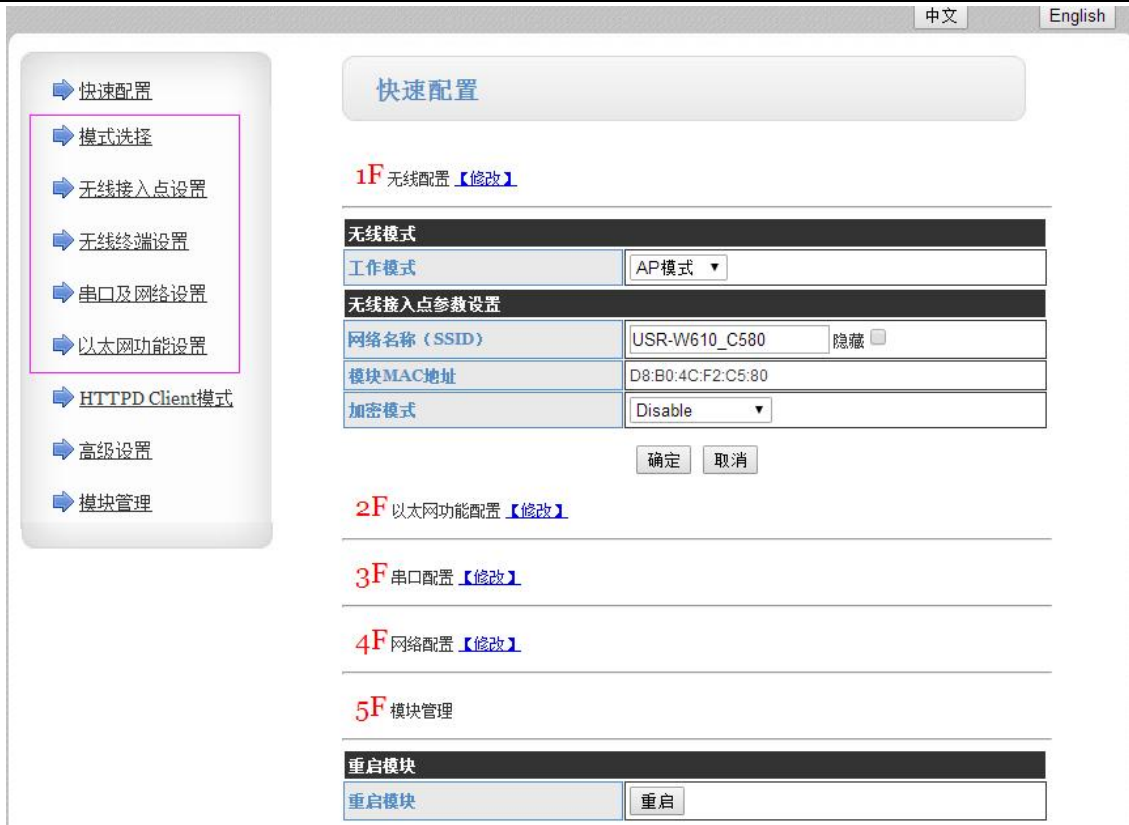 中文 English
快速配置
模式选择
无线接入点设置
无线终端设置
串口及网络设置
以太网功能设置
HTTPD Client模式
高级设置
模块管理
快速配置
1F 无线配置 【修改】
无线模式
工作模式 AP模式
无线接入点参数设置
网络名称（SSID） USR-W610_C580 隐藏
模块MAC地址 D8:B0:4C:F2:C5:80
加密模式 Disable
确定 取消
2F 以太网功能配置 【修改】
3F 串口配置 【修改】
4F 网络配置 【修改】
5F 模块管理
重启模块
重启模块 重启